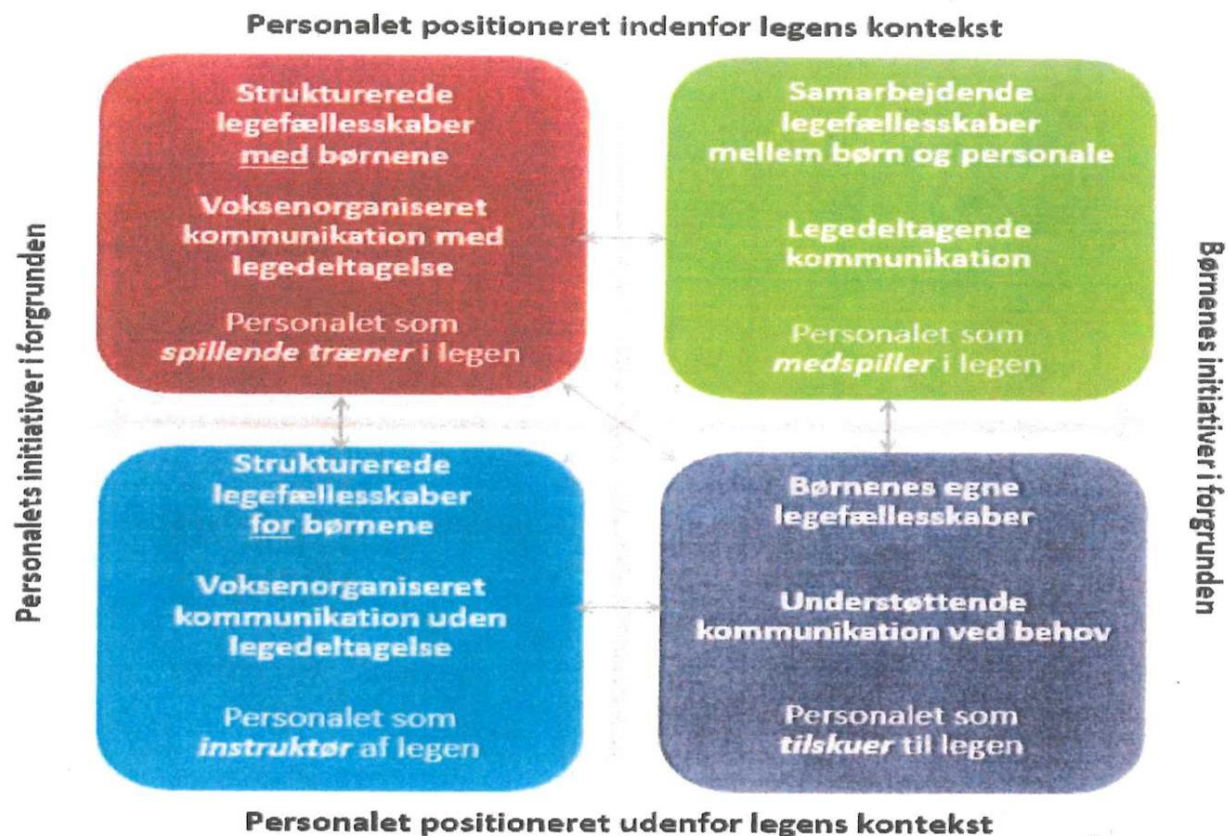 Personalet positioneret indenfor legens kontekst
Strukturerede
legefællesskaber
med børnene
Voksenorganiseret
kommunikation med
legedeltagelse
Personalet som
spillende træner i legen
Samarbejdende
legefællesskaber
mellem børn og personale
Legedeltagende
kommunikation
Personalet som
medspiller i legen
Personalets initiativer i forgrunden
Børnenes initiativer i forgrunden
Strukturerede
legefællesskaber
for børnene
Voksenorganiseret
kommunikation uden
legedeltagelse
Personalet som
instruktør af legen
Børnenes egne
legefællesskaber
Understøttende
kommunikation ved behov
Personalet som
tilskuer til legen
Personalet positioneret udenfor legens kontekst